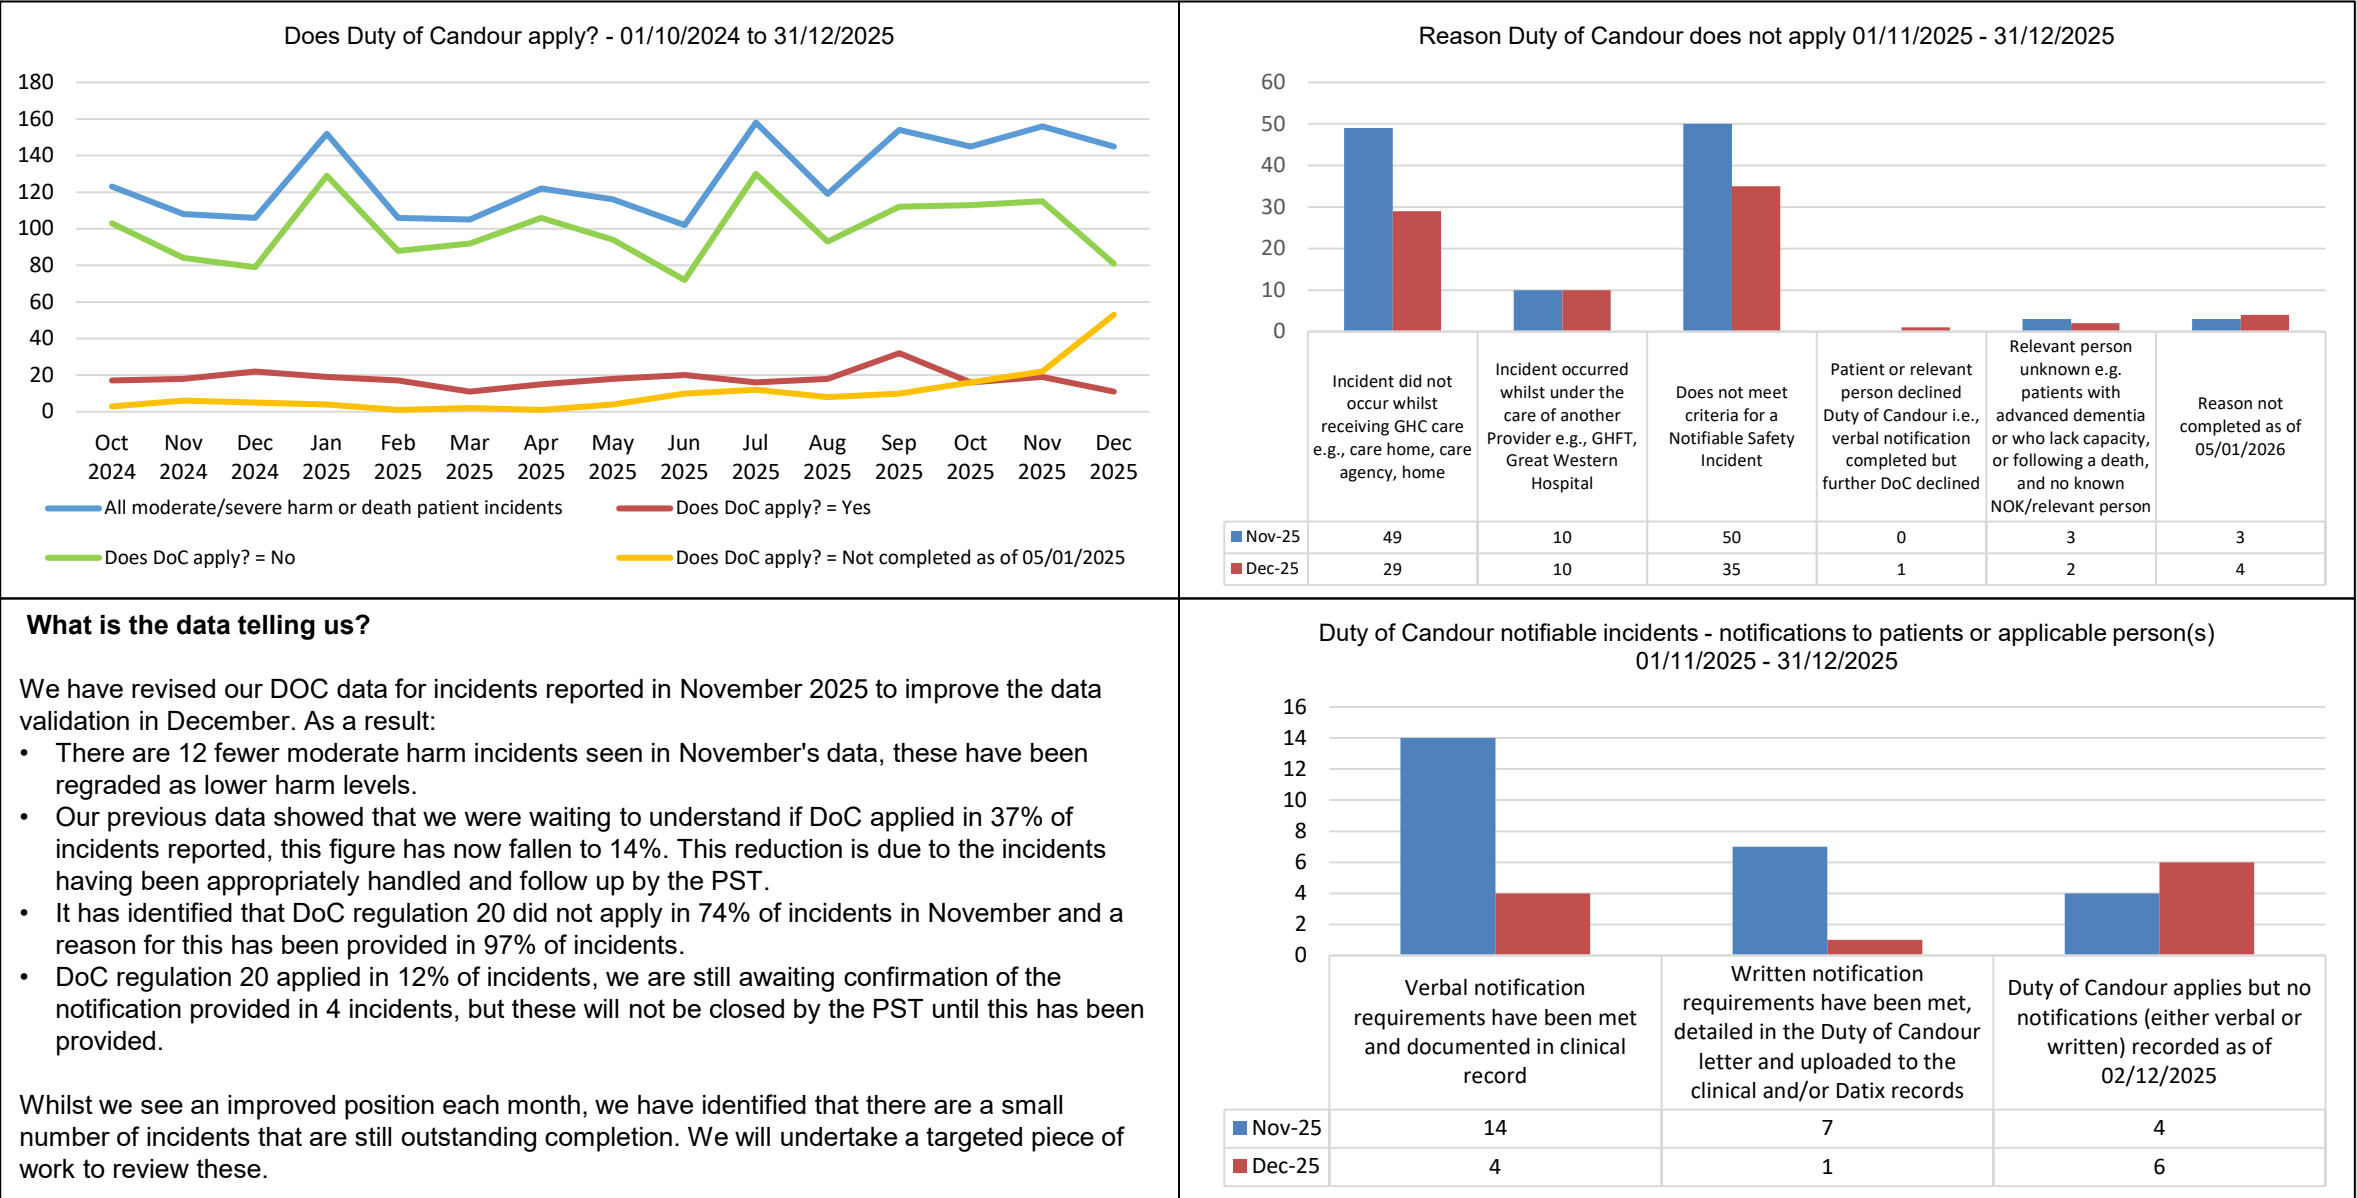 Does Duty of Candour apply? - 01/10/2024 to 31/12/2025
180
160
140
120
100
80
60
40
20
0
Oct Nov Dec Jan Feb Mar Apr May Jun Jul Aug Sep Oct Nov Dec
2024 2024 2024 2025 2025 2025 2025 2025 2025 2025 2025 2025 2025 2025 2025
All moderate/severe harm or death patient incidents
Does DoC apply? = Yes
Does DoC apply? = No
Does DoC apply? = Not completed as of 05/01/2025
Reason Duty of Candour does not apply 01/11/2025 - 31/12/2025
60
50
40
30
20
10
0
Incident did not
occur whilst
receiving GHC care
e.g., care home, care
agency, home
Incident occurred
whilst under the
care of another
Provider e.g., GHFT,
Great Western
Hospital
Does not meet
criteria for a
Notifiable Safety
Incident
Patient or relevant
person declined
Duty of Candour i.e.,
verbal notification
completed but
further DoC declined
Relevant person
unknown e.g.
patients with
advanced dementia
or who lack capacity,
or following a death,
and no known
NOK/relevant person
Reason not
completed as of
05/01/2026
Nov-25 49 10 50 0 3 3
Dec-25 29 10 35 1 2 4
What is the data telling us?
We have revised our DOC data for incidents reported in November 2025 to improve the data
validation in December. As a result:
• There are 12 fewer moderate harm incidents seen in November's data, these have been
regraded as lower harm levels.
• Our previous data showed that we were waiting to understand if DoC applied in 37% of
incidents reported, this figure has now fallen to 14%. This reduction is due to the incidents
having been appropriately handled and follow up by the PST.
• It has identified that DoC regulation 20 did not apply in 74% of incidents in November and a
reason for this has been provided in 97% of incidents.
• DoC regulation 20 applied in 12% of incidents, we are still awaiting confirmation of the
notification provided in 4 incidents, but these will not be closed by the PST until this has been
provided.
Whilst we see an improved position each month, we have identified that there are a small
number of incidents that are still outstanding completion. We will undertake a targeted piece of
work to review these.
Duty of Candour notifiable incidents - notifications to patients or applicable person(s)
01/11/2025 - 31/12/2025
16
14
12
10
8
6
4
2
0
Verbal notification
requirements have been met
and documented in clinical
record
Written notification
requirements have been met,
detailed in the Duty of Candour
letter and uploaded to the
clinical and/or Datix records
Duty of Candour applies but no
notifications (either verbal or
written) recorded as of
02/12/2025
Nov-25 14 7 4
Dec-25 4 1 6